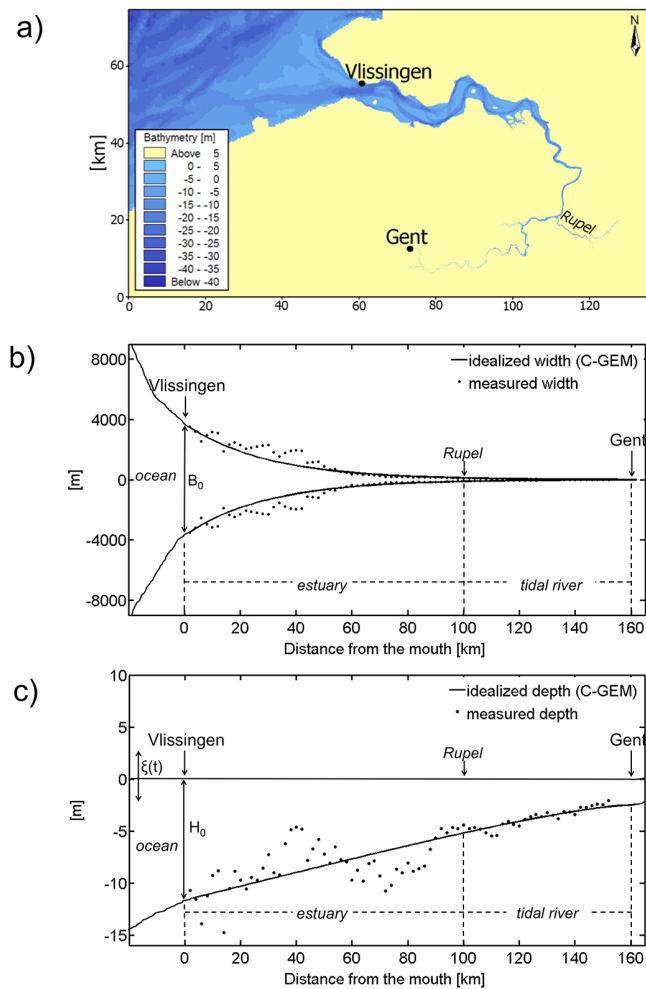 a)
N
60
40
20
0
[km]
Vlissingen
Gent
Rupel
Bathymetry [m]
Above 5
0 - 5
-5 - 0
-10 - -5
-15 - -10
-20 - -15
-25 - -20
-30 - -25
-35 - -30
-40 - -35
Below -40
0 20 40 60 80 100 120
b)
8000
4000
0
-4000
-8000
[m]
idealized width (C-GEM)
measured width
Vlissingen
Rupel
Gent
ocean
B0
estuary
tidal river
0 20 40 60 80 100 120 140 160
Distance from the mouth [km]
c)
10
5
0
-5
-10
-15
[m]
idealized depth (C-GEM)
measured depth
Vlissingen
Rupel
Gent
ξ(t)
ocean
H0
estuary
tidal river
0 20 40 60 80 100 120 140 160
Distance from the mouth [km]